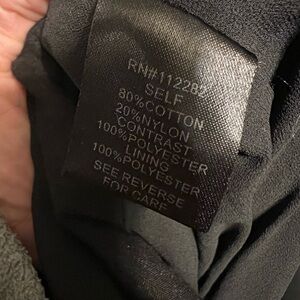 RN#112282
SELF
80%COTTON
20%NYLON
CONTRAST
100%POLYESTER
LINING
100%POLYESTER
SEE REVERSE
FOR CARE